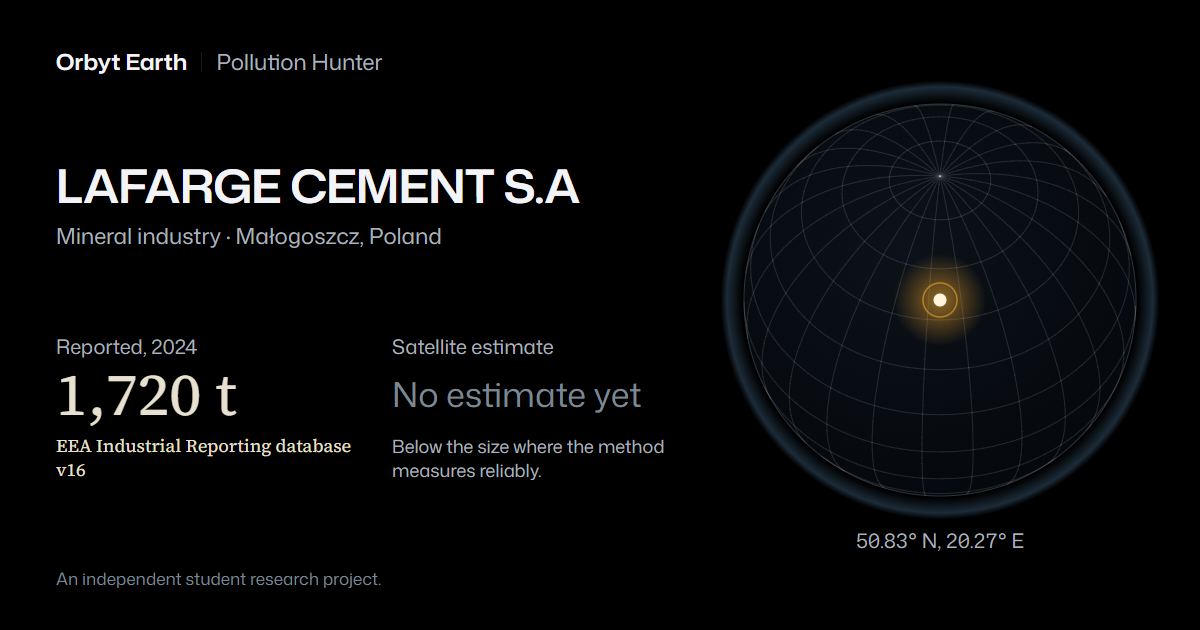 Orbyt Earth | Pollution Hunter
LAFARGE CEMENT S.A
Mineral industry · Małogoszcz, Poland
Reported, 2024
1,720 t
EEA Industrial Reporting database
v16
Satellite estimate
No estimate yet
Below the size where the method
measures reliably.
50.83° N, 20.27° E
An independent student research project.